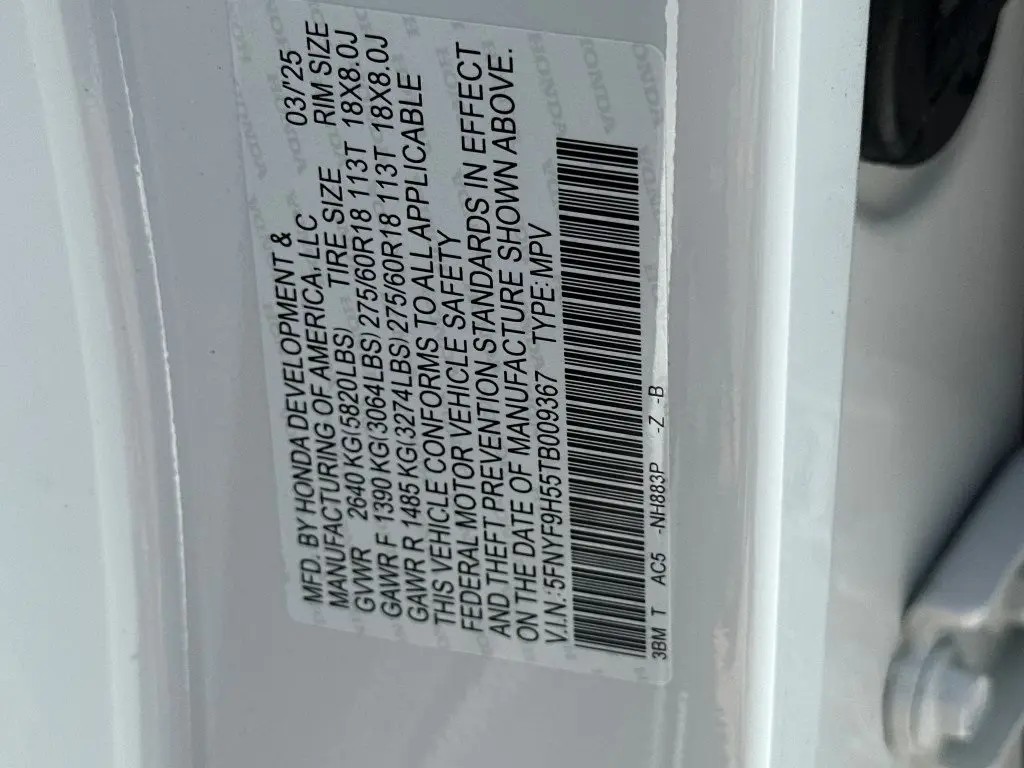 MFD. BY HONDA DEVELOPMENT & 03/'25
MANUFACTURING OF AMERICA, LLC RIM SIZE
GVWR 2640 KG(5820LBS) TIRE SIZE
GAWR F 1390 KG(3064LBS) 275/60R18 113T 18X8.0J
GAWR R 1485 KG(3274LBS) 275/60R18 113T 18X8.0J
THIS VEHICLE CONFORMS TO ALL APPLICABLE
FEDERAL MOTOR VEHICLE SAFETY
AND THEFT PREVENTION STANDARDS IN EFFECT
ON THE DATE OF MANUFACTURE SHOWN ABOVE.
V.I.N.:5FNYF9H55TB009367 TYPE:MPV
3BM T AC5 -NH883P -Z -B
HONDA